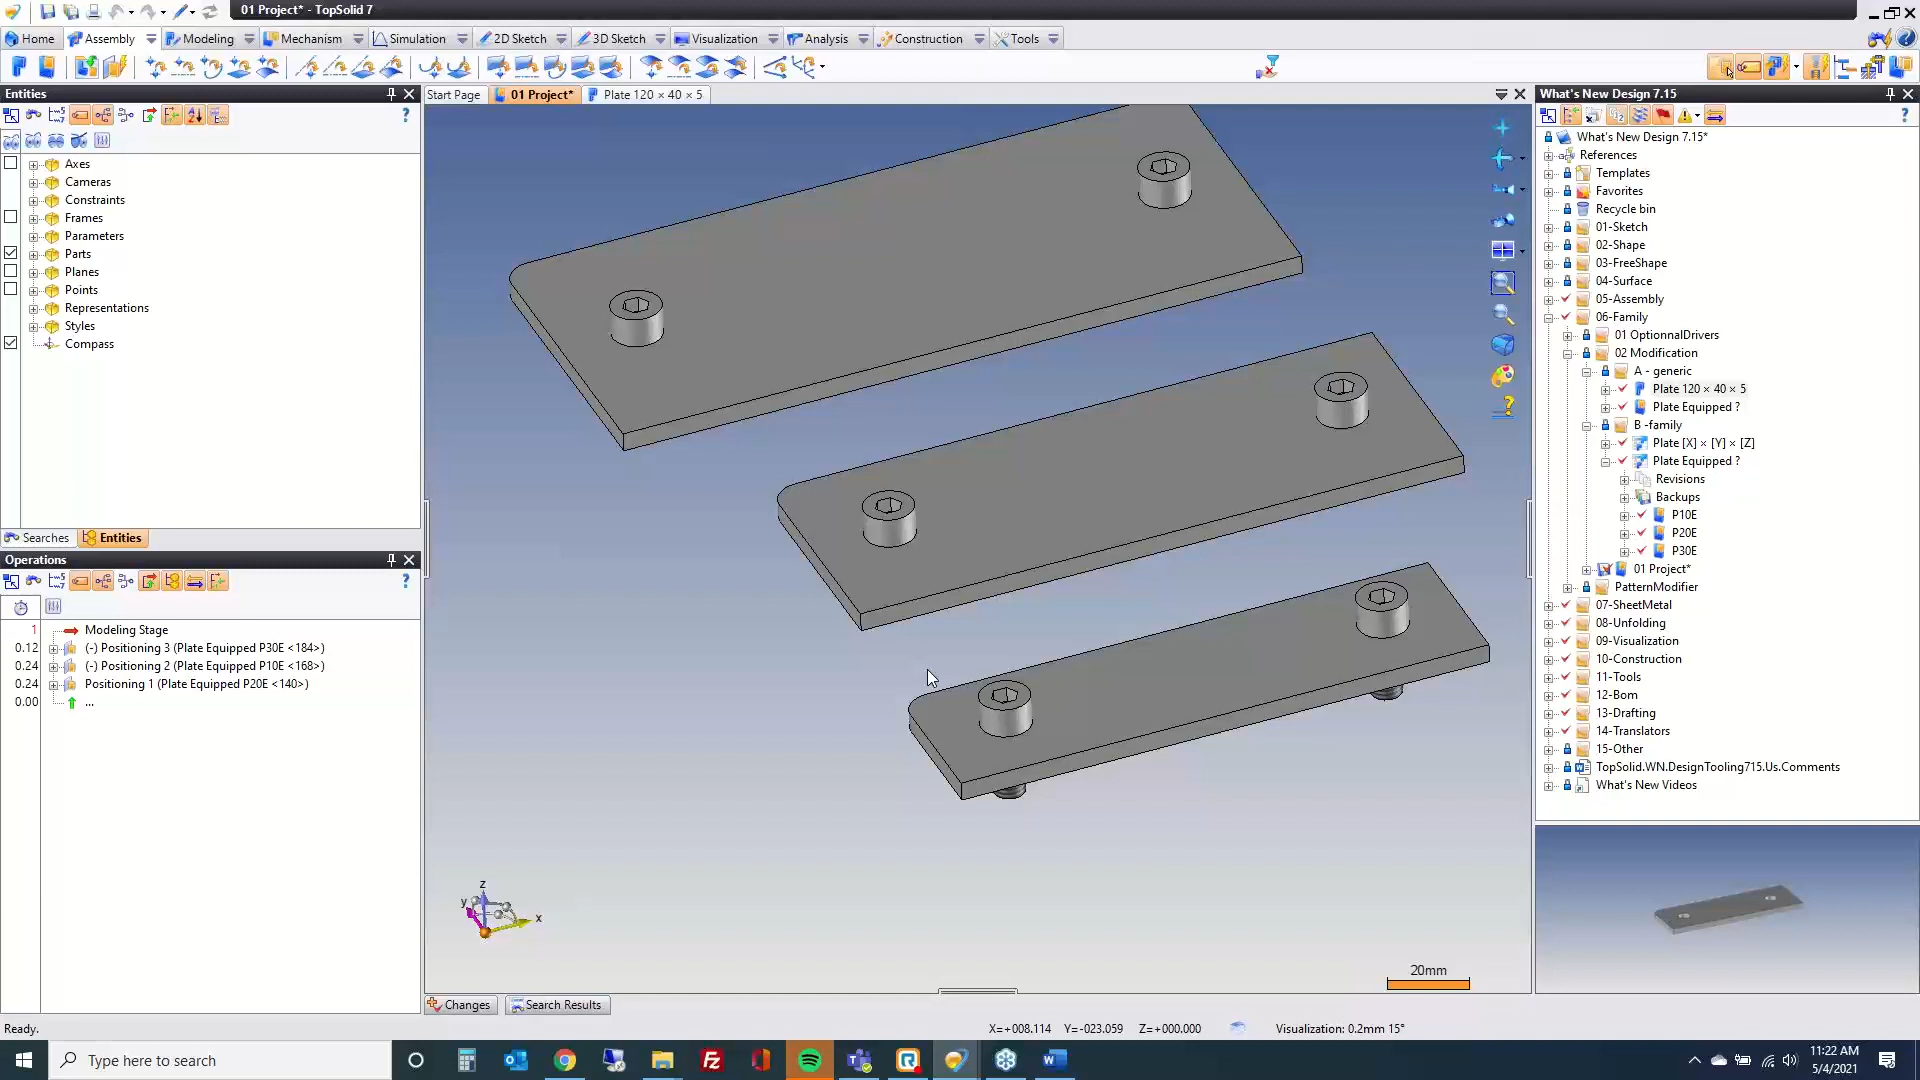 01 Project* - TopSolid 7
Home Assembly Modeling Mechanism Simulation 2D Sketch 3D Sketch Visualization Analysis Construction Tools
Entities
Axes
Cameras
Constraints
Frames
Parameters
Parts
Planes
Points
Representations
Styles
Compass
Searches Entities
Operations
1 Modeling Stage
0.12 (-) Positioning 3 (Plate Equipped P30E <184>)
0.24 (-) Positioning 2 (Plate Equipped P10E <168>)
0.24 Positioning 1 (Plate Equipped P20E <140>)
0.00 ...
Start Page 01 Project* Plate 120 × 40 × 5
z
y
x
20mm
Changes Search Results
What's New Design 7.15
What's New Design 7.15*
References
Templates
Favorites
Recycle bin
01-Sketch
02-Shape
03-FreeShape
04-Surface
05-Assembly
06-Family
01 OptionnalDrivers
02 Modification
A - generic
Plate 120 × 40 × 5
Plate Equipped ?
B -family
Plate [X] × [Y] × [Z]
Plate Equipped ?
Revisions
Backups
P10E
P20E
P30E
01 Project*
PatternModifier
07-SheetMetal
08-Unfolding
09-Visualization
10-Construction
11-Tools
12-Bom
13-Drafting
14-Translators
15-Other
TopSolid.WN.DesignTooling715.Us.Comments
What's New Videos
Ready.
X=+008.114 Y=-023.059 Z=+000.000 Visualization: 0.2mm 15°
Type here to search
11:22 AM
5/4/2021